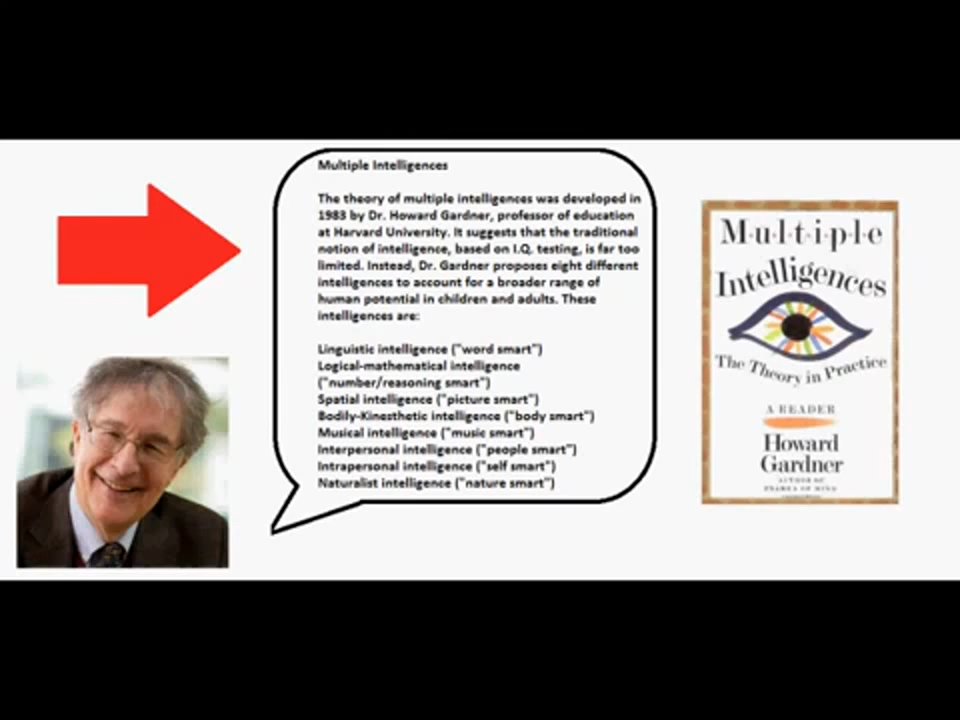 Multiple Intelligences
The theory of multiple intelligences was developed in
1983 by Dr. Howard Gardner, professor of education
at Harvard University. It suggests that the traditional
notion of intelligence, based on I.Q. testing, is far too
limited. Instead, Dr. Gardner proposes eight different
intelligences to account for a broader range of
human potential in children and adults. These
intelligences are:
Linguistic intelligence ("word smart")
Logical-mathematical intelligence
("number/reasoning smart")
Spatial intelligence ("picture smart")
Bodily-Kinesthetic intelligence ("body smart")
Musical intelligence ("music smart")
Interpersonal intelligence ("people smart")
Intrapersonal intelligence ("self smart")
Naturalist intelligence ("nature smart")
M·u·l·t·i·p·l·e
Intelligences
The Theory in Practice
A READER
Howard
Gardner
AUTHOR OF
FRAMES OF MIND